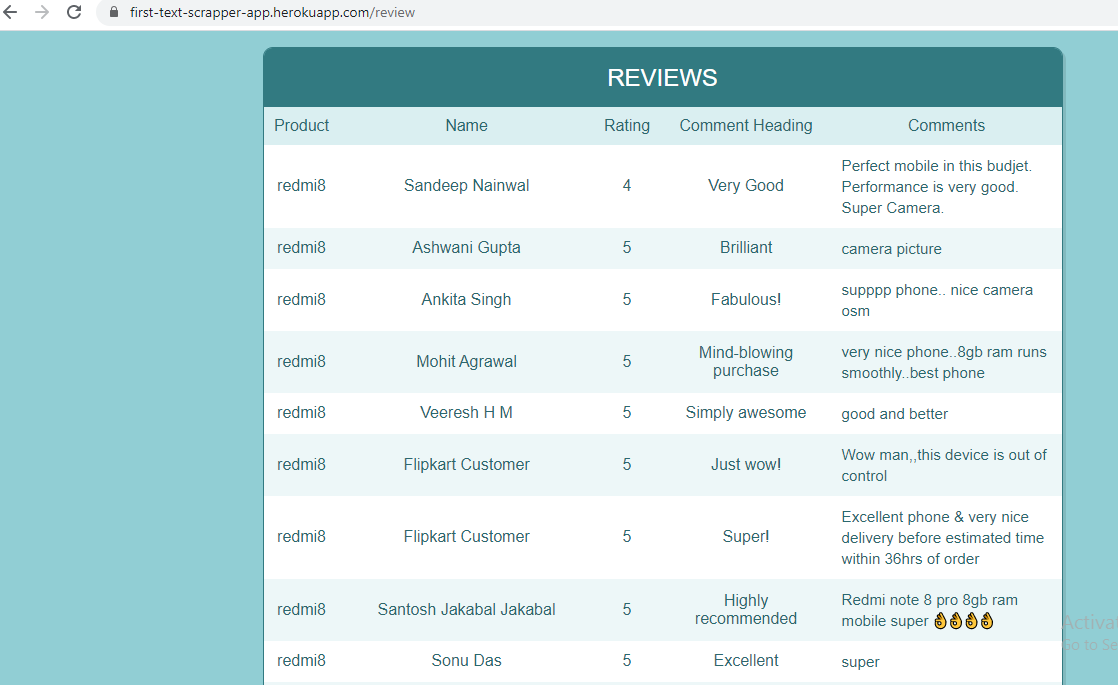 first-text-scrapper-app.herokuapp.com/review
REVIEWS
Product Name Rating Comment Heading Comments
redmi8 Sandeep Nainwal 4 Very Good Perfect mobile in this budjet.
Performance is very good.
Super Camera.
redmi8 Ashwani Gupta 5 Brilliant camera picture
redmi8 Ankita Singh 5 Fabulous! supppp phone.. nice camera
osm
redmi8 Mohit Agrawal 5 Mind-blowing purchase very nice phone..8gb ram runs
smoothly..best phone
redmi8 Veeresh H M 5 Simply awesome good and better
redmi8 Flipkart Customer 5 Just wow! Wow man,,this device is out of
control
redmi8 Flipkart Customer 5 Super! Excellent phone & very nice
delivery before estimated time
within 36hrs of order
redmi8 Santosh Jakabal Jakabal 5 Highly recommended Redmi note 8 pro 8gb ram
mobile super 👌👌👌👌
redmi8 Sonu Das 5 Excellent super